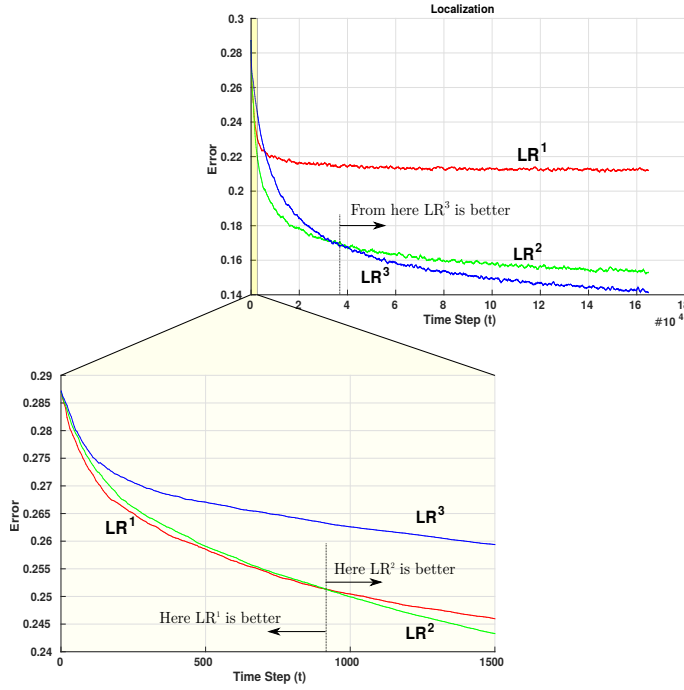 Localization
0.3
0.28
0.26
0.24
0.22
0.2
0.18
0.16
0.14
Error
LR¹
From here LR³ is better
LR²
LR³
0 2 4 6 8 10 12 14 16 18
Time Step (t)
#10⁴
0.29
0.285
0.28
0.275
0.27
0.265
0.26
0.255
0.25
0.245
0.24
Error
LR³
LR¹
Here LR² is better
Here LR¹ is better
LR²
0 500 1000 1500
Time Step (t)